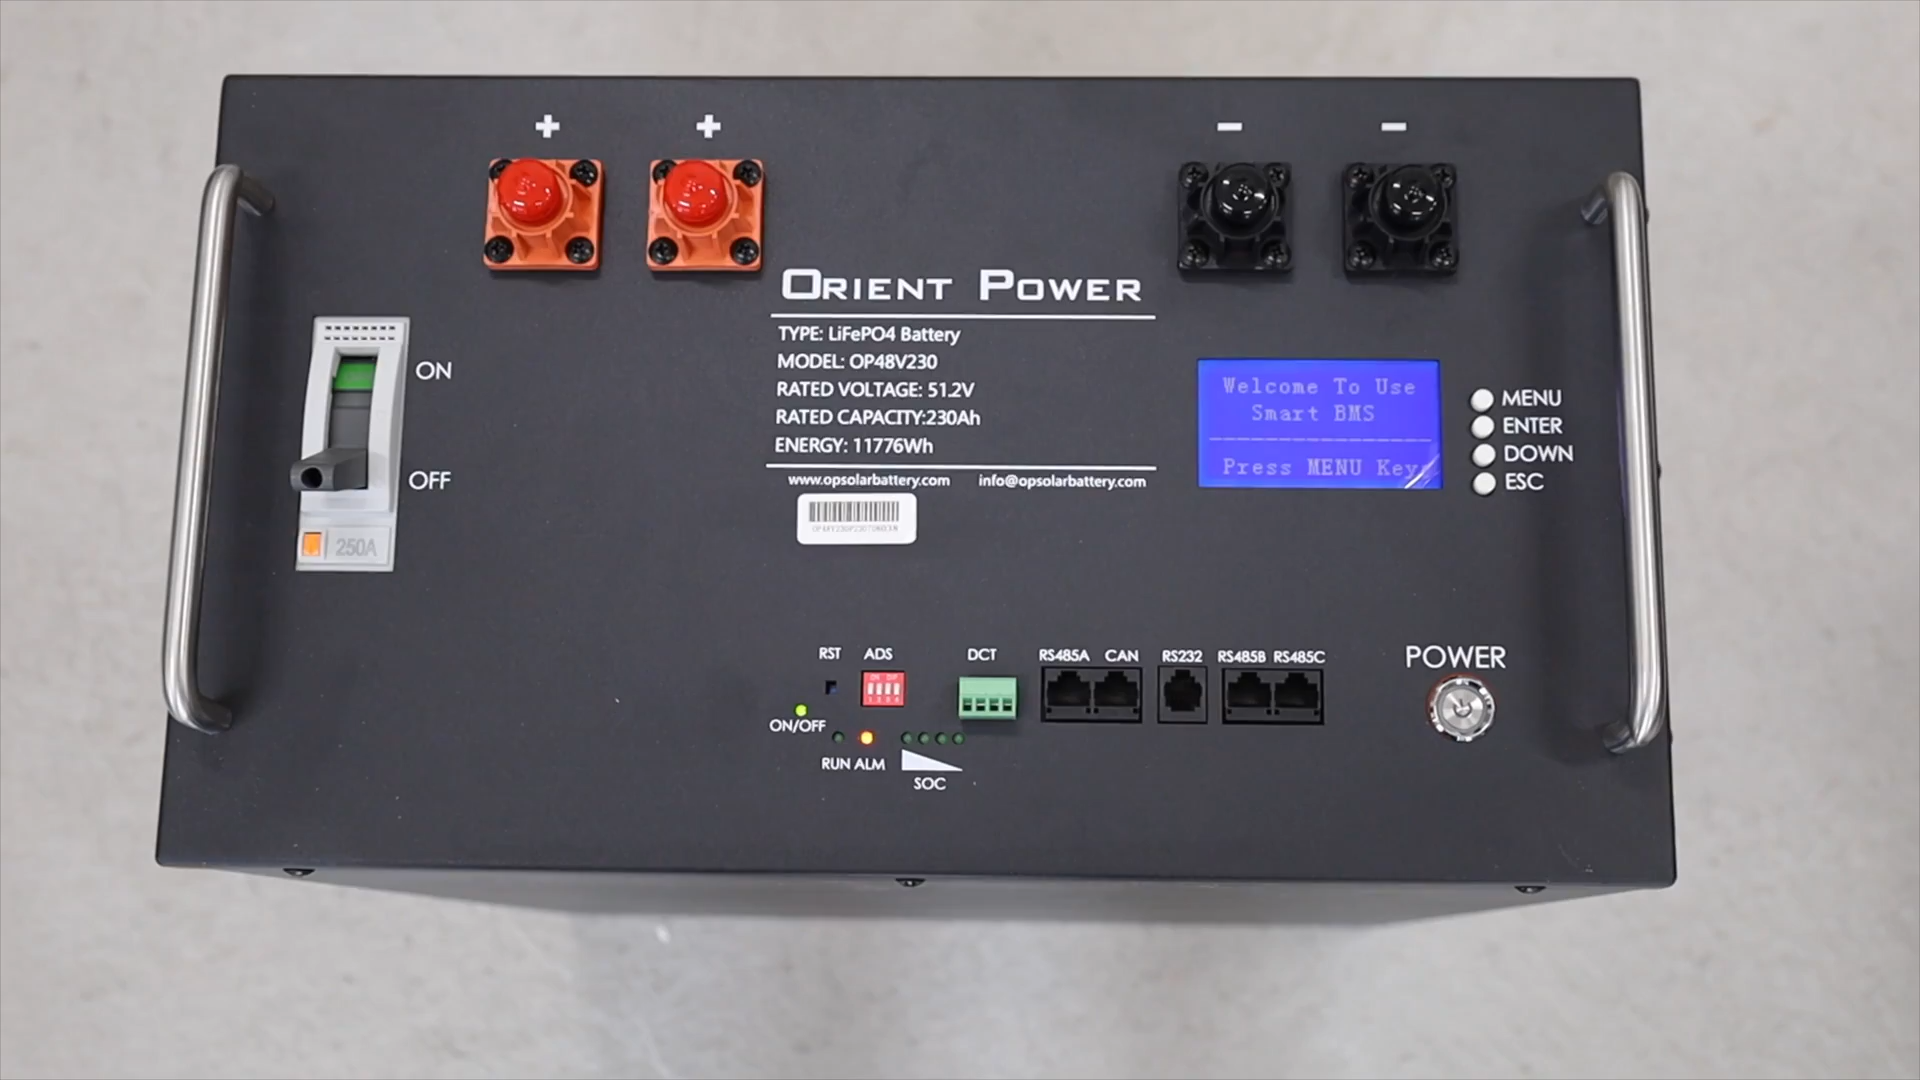 + + - -
ORIENT POWER
TYPE: LiFePO4 Battery
MODEL: OP48V230
RATED VOLTAGE: 51.2V
RATED CAPACITY:230Ah
ENERGY: 11776Wh
www.opsolarbattery.com info@opsolarbattery.com
ON
OFF
250A
Welcome To Use
Smart BMS
Press MENU Key
MENU
ENTER
DOWN
ESC
RST ADS DCT RS485A CAN RS232 RS485B RS485C
POWER
ON/OFF
RUN ALM
SOC